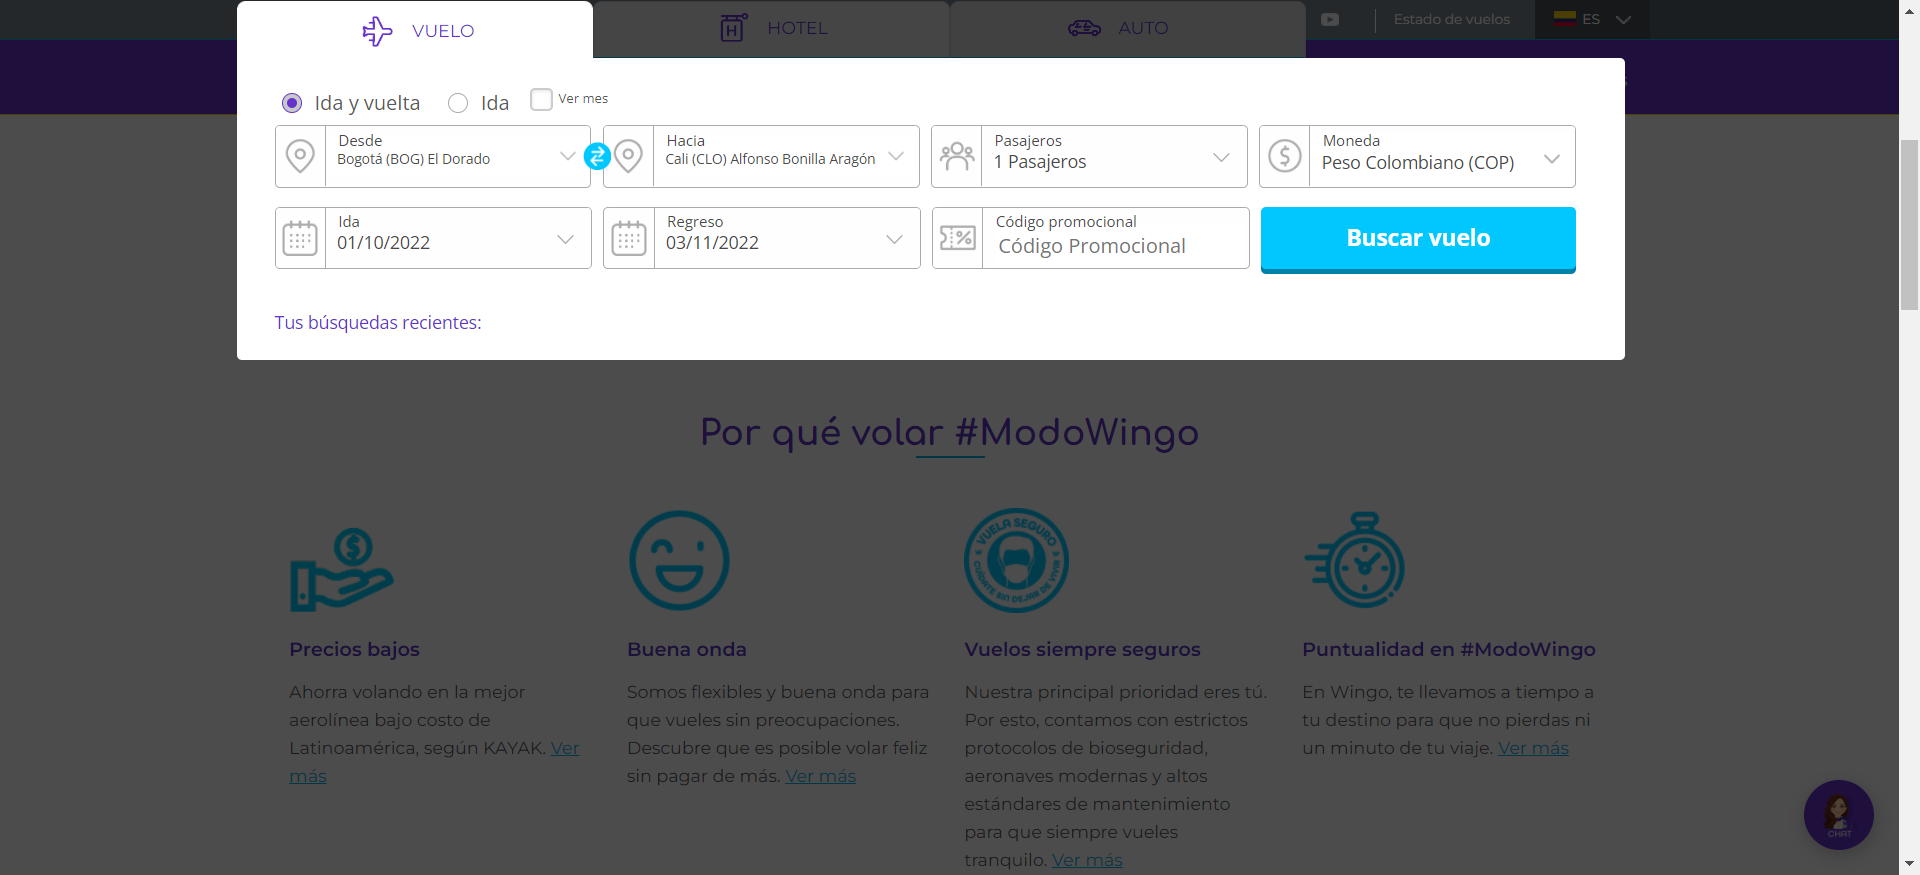 VUELO
HOTEL
AUTO
Estado de vuelos
ES
Ida y vuelta
Ida
Ver mes
Desde
Bogotá (BOG) El Dorado
Hacia
Cali (CLO) Alfonso Bonilla Aragón
Pasajeros
1 Pasajeros
Moneda
Peso Colombiano (COP)
Ida
01/10/2022
Regreso
03/11/2022
Código promocional
Código Promocional
Buscar vuelo
Tus búsquedas recientes:
Por qué volar #ModoWingo
VUELA SEGURO
CUÍDATE SIN DEJAR DE VIVIR
Precios bajos
Ahorra volando en la mejor
aerolínea bajo costo de
Latinoamérica, según KAYAK. Ver
más
Buena onda
Somos flexibles y buena onda para
que vueles sin preocupaciones.
Descubre que es posible volar feliz
sin pagar de más. Ver más
Vuelos siempre seguros
Nuestra principal prioridad eres tú.
Por esto, contamos con estrictos
protocolos de bioseguridad,
aeronaves modernas y altos
estándares de mantenimiento
para que siempre vueles
tranquilo. Ver más
Puntualidad en #ModoWingo
En Wingo, te llevamos a tiempo a
tu destino para que no pierdas ni
un minuto de tu viaje. Ver más
CHAT